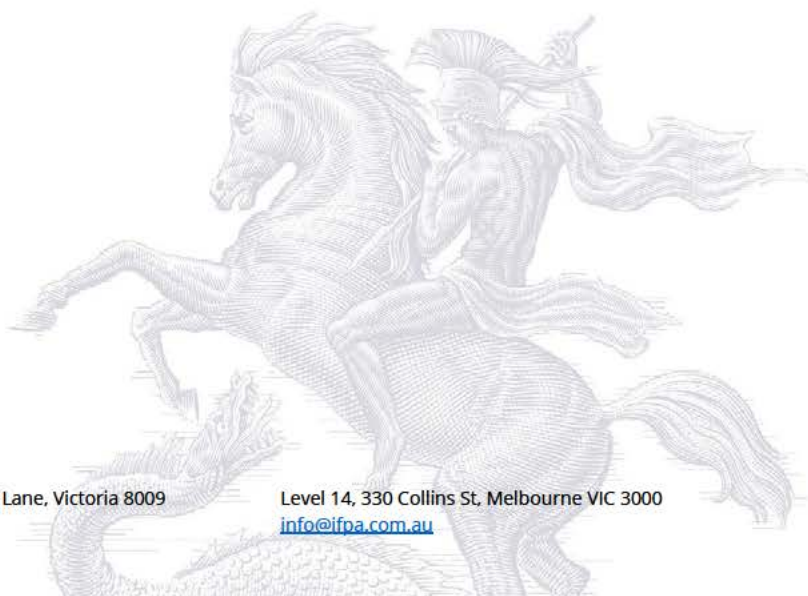 Lane, Victoria 8009
Level 14, 330 Collins St, Melbourne VIC 3000
info@ifpa.com.au